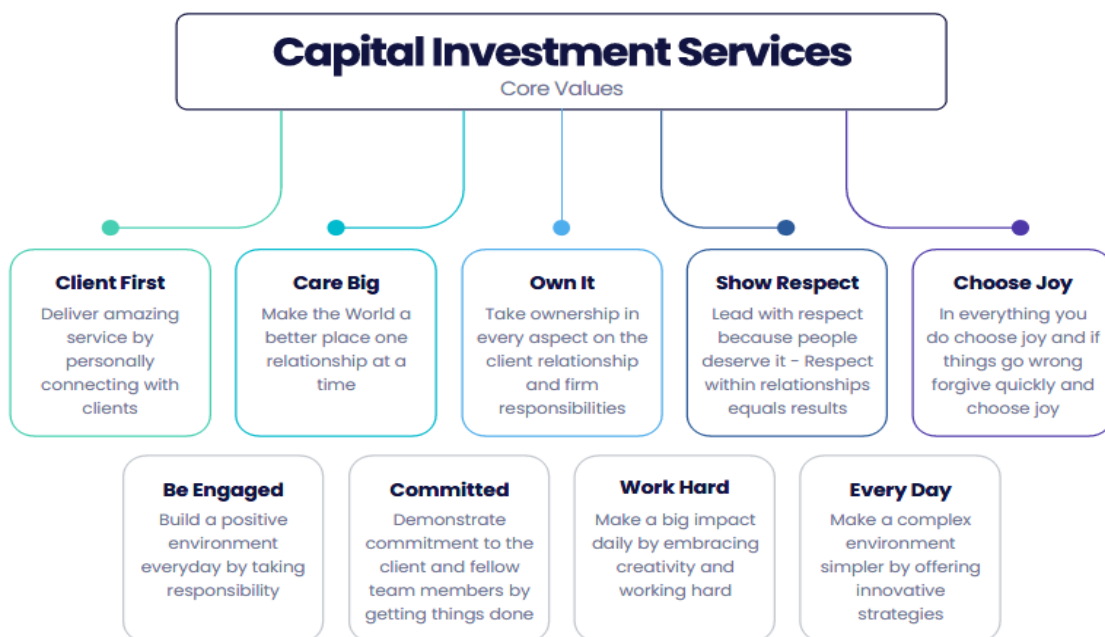 Capital Investment Services
Core Values
Client First
Deliver amazing
service by
personally
connecting with
clients
Care Big
Make the World a
better place one
relationship at a
time
Own It
Take ownership in
every aspect on the
client relationship
and firm
responsibilities
Show Respect
Lead with respect
because people
deserve it - Respect
within relationships
equals results
Choose Joy
In everything you
do choose joy and if
things go wrong
forgive quickly and
choose joy
Be Engaged
Build a positive
environment
everyday by taking
responsibility
Committed
Demonstrate
commitment to the
client and fellow
team members by
getting things done
Work Hard
Make a big impact
daily by embracing
creativity and
working hard
Every Day
Make a complex
environment
simpler by offering
innovative
strategies